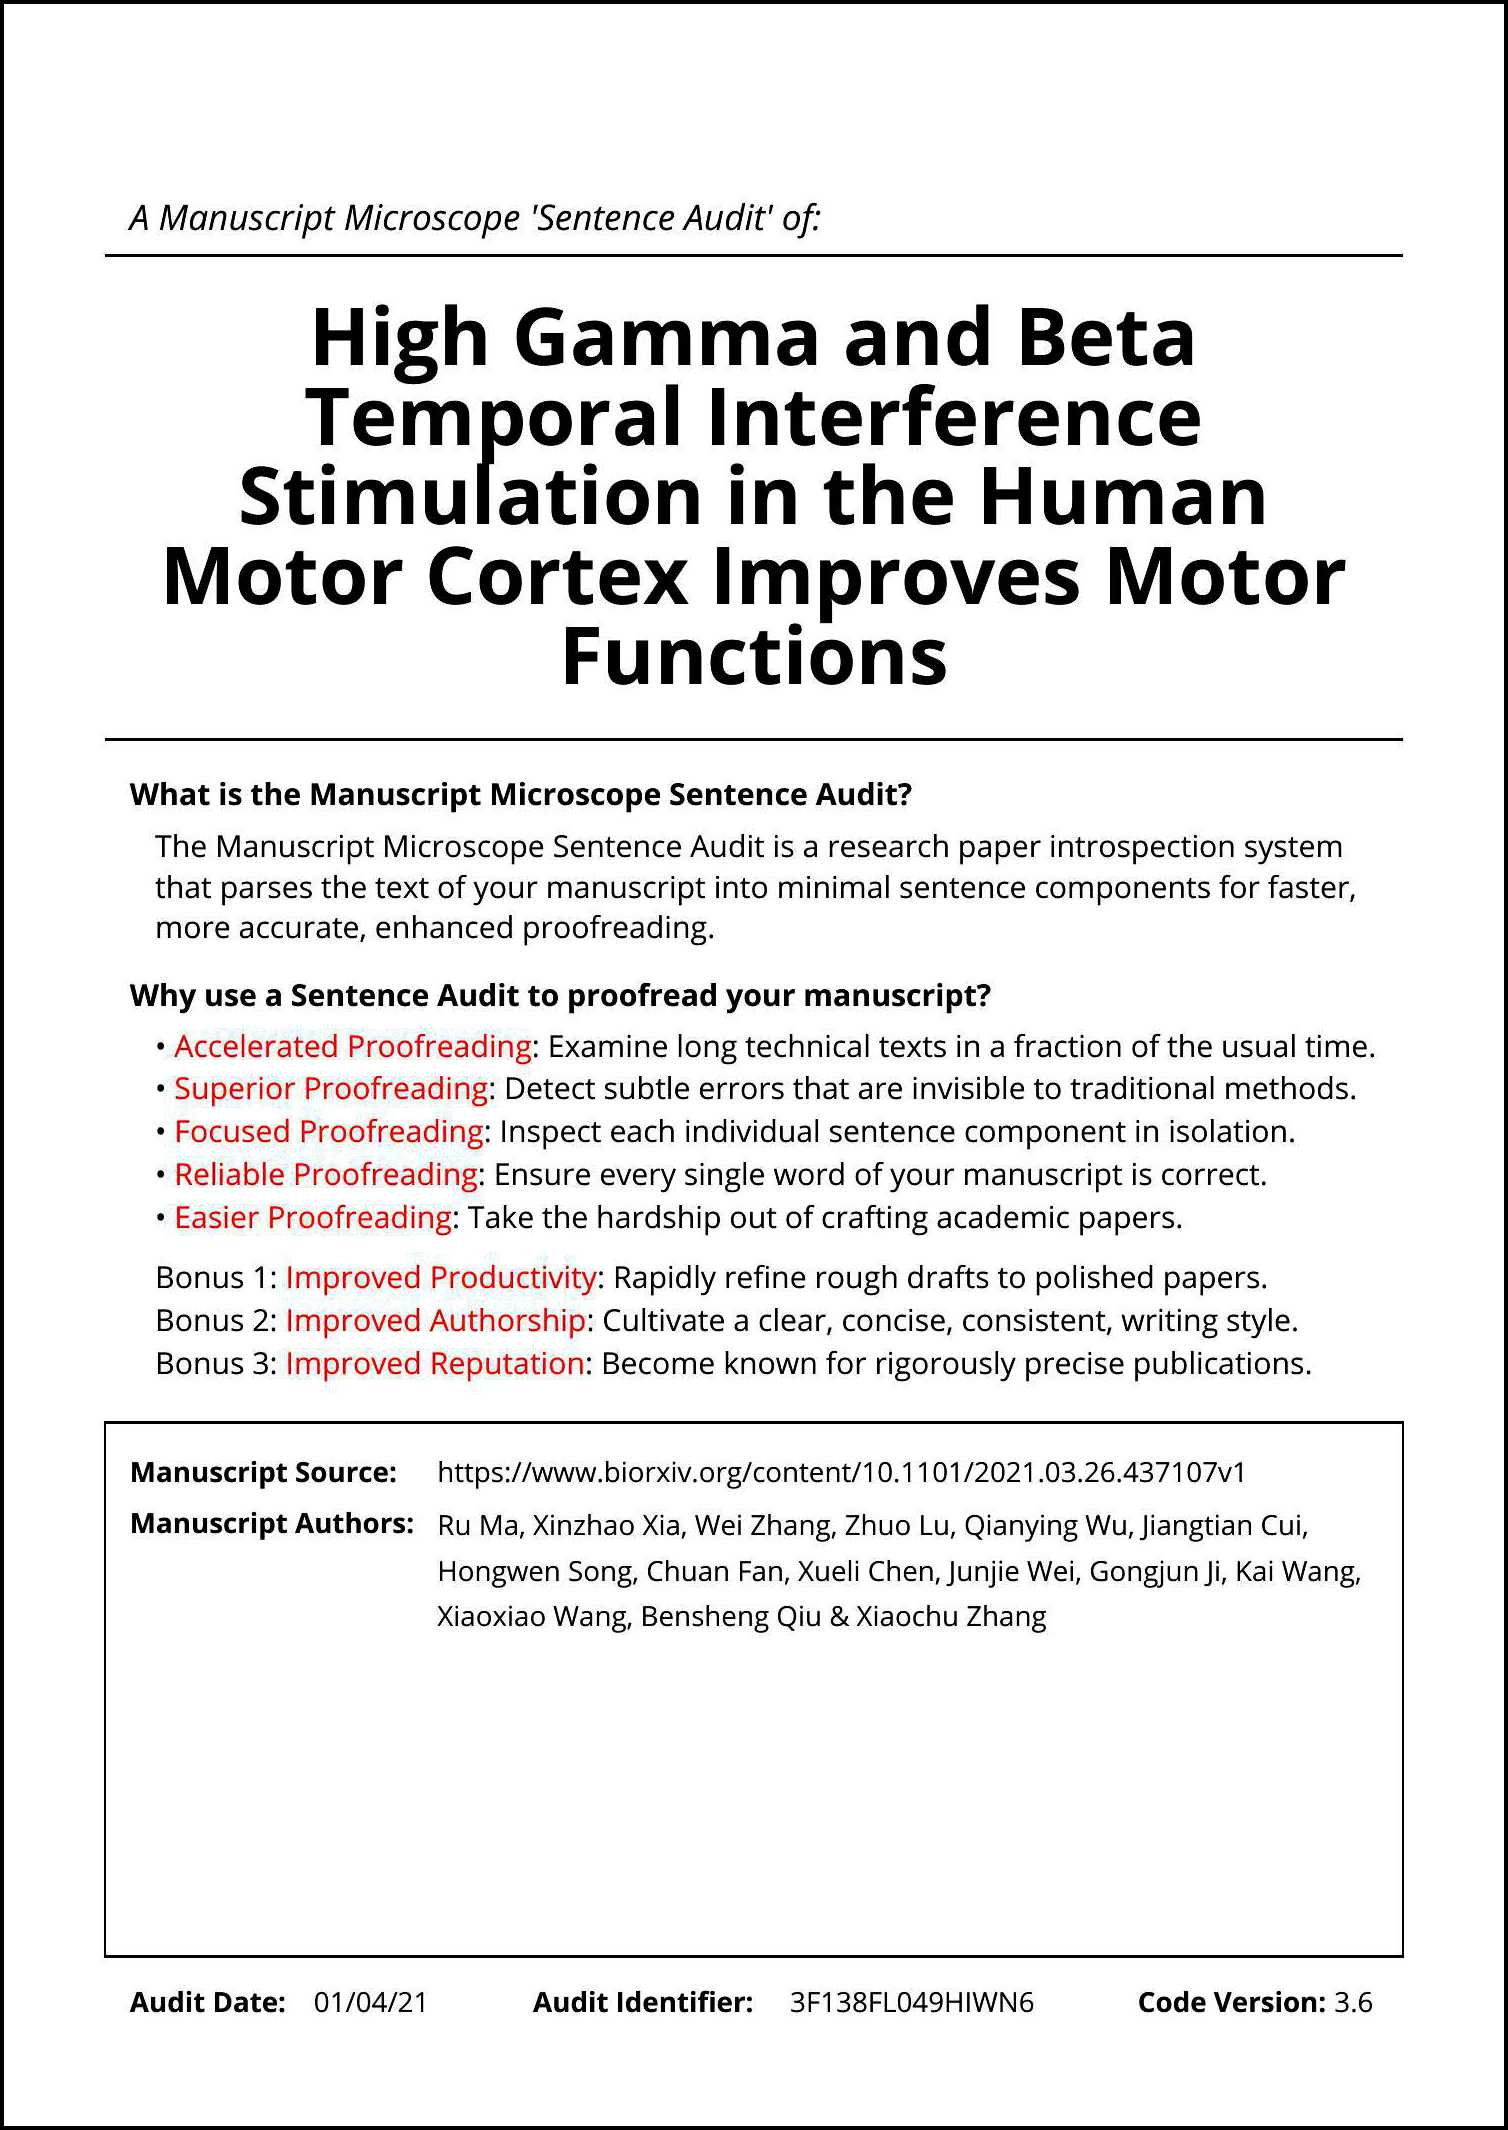 A Manuscript Microscope 'Sentence Audit' of:
High Gamma and Beta
Temporal Interference
Stimulation in the Human
Motor Cortex Improves Motor
Functions
What is the Manuscript Microscope Sentence Audit?
The Manuscript Microscope Sentence Audit is a research paper introspection system
that parses the text of your manuscript into minimal sentence components for faster,
more accurate, enhanced proofreading.
Why use a Sentence Audit to proofread your manuscript?
• Accelerated Proofreading: Examine long technical texts in a fraction of the usual time.
• Superior Proofreading: Detect subtle errors that are invisible to traditional methods.
• Focused Proofreading: Inspect each individual sentence component in isolation.
• Reliable Proofreading: Ensure every single word of your manuscript is correct.
• Easier Proofreading: Take the hardship out of crafting academic papers.
Bonus 1: Improved Productivity: Rapidly refine rough drafts to polished papers.
Bonus 2: Improved Authorship: Cultivate a clear, concise, consistent, writing style.
Bonus 3: Improved Reputation: Become known for rigorously precise publications.
Manuscript Source: https://www.biorxiv.org/content/10.1101/2021.03.26.437107v1
Manuscript Authors: Ru Ma, Xinzhao Xia, Wei Zhang, Zhuo Lu, Qianying Wu, Jiangtian Cui,
Hongwen Song, Chuan Fan, Xueli Chen, Junjie Wei, Gongjun Ji, Kai Wang,
Xiaoxiao Wang, Bensheng Qiu & Xiaochu Zhang
Audit Date: 01/04/21 Audit Identifier: 3F138FL049HIWN6 Code Version: 3.6